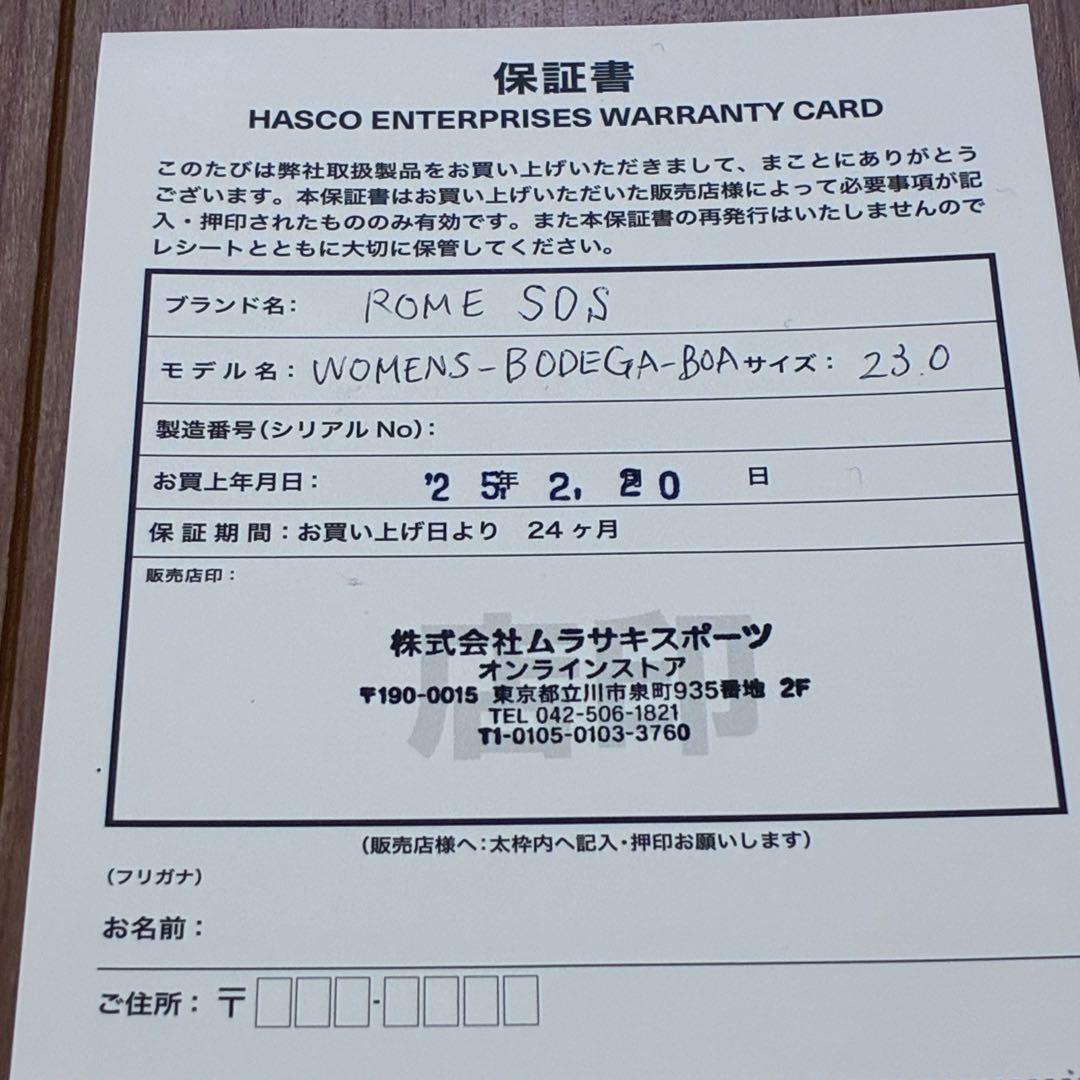 保証書
HASCO ENTERPRISES WARRANTY CARD
このたびは弊社取扱製品をお買い上げいただきまして、まことにありがとう
ございます。本保証書はお買い上げいただいた販売店様によって必要事項が記
入・押印されたもののみ有効です。また本保証書の再発行はいたしませんので
レシートとともに大切に保管してください。
ブランド名: ROME SDS
モデル名: WOMENS-BODEGA-BOA サイズ: 23.0
製造番号(シリアル No):
お買上年月日: '25年 2.月20 日
保証期間:お買い上げ日より 24ヶ月
販売店印:
店印
株式会社ムラサキスポーツ
オンラインストア
〒190-0015 東京都立川市泉町935番地 2F
TEL 042-506-1821
T1-0105-0103-3760
(販売店様へ:太枠内へ記入・押印お願いします)
(フリガナ)
お名前:
ご住所:〒 -